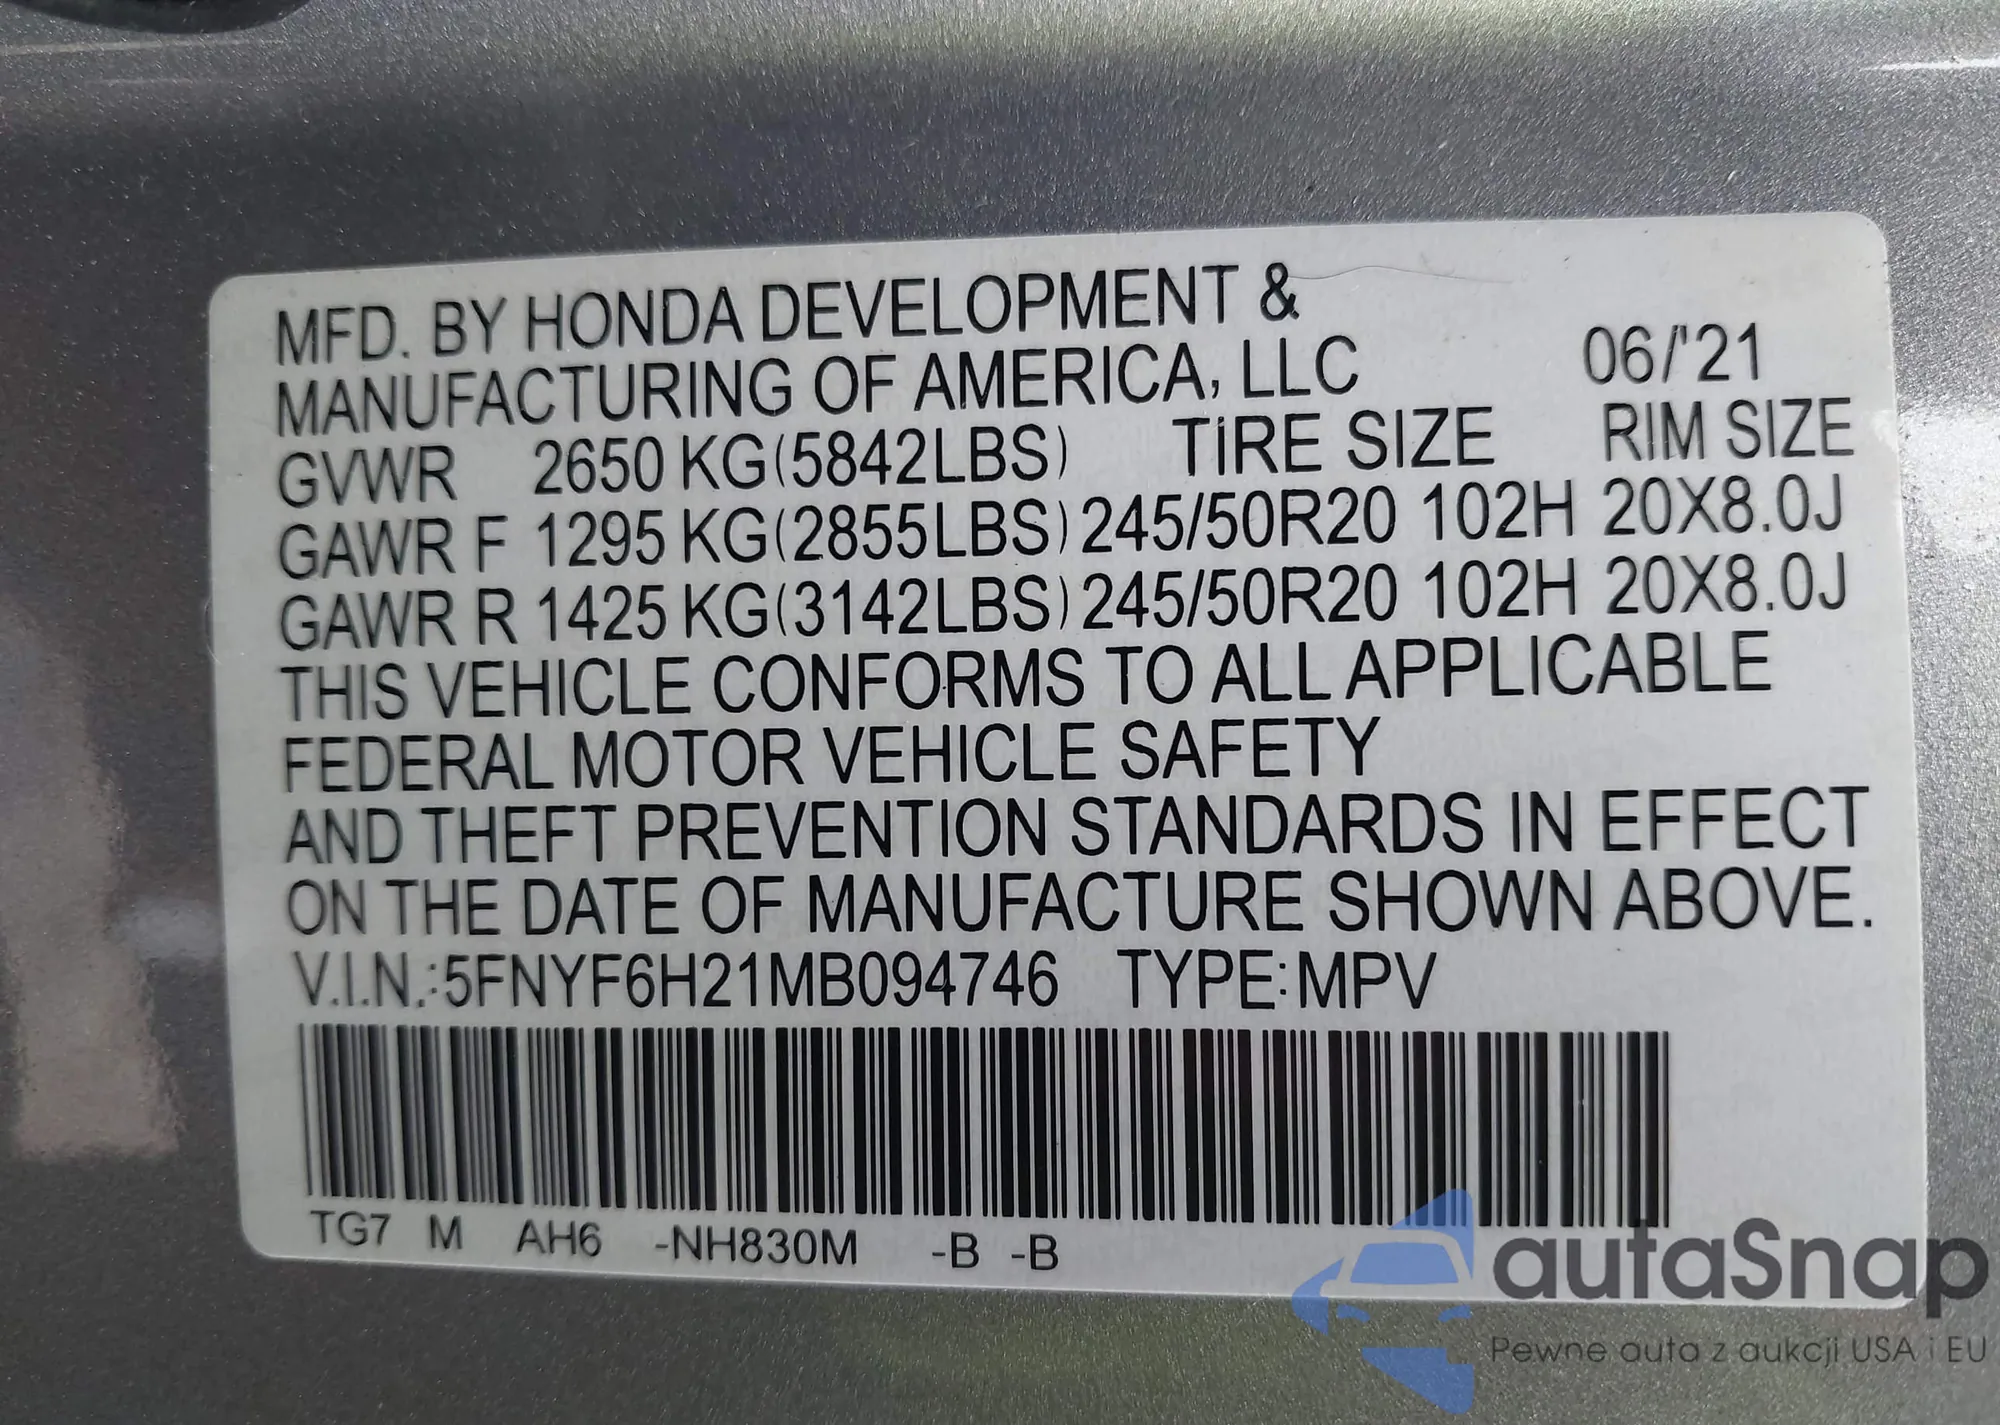 MFD. BY HONDA DEVELOPMENT &
MANUFACTURING OF AMERICA, LLC 06/'21
GVWR 2650 KG(5842LBS) TIRE SIZE RIM SIZE
GAWR F 1295 KG(2855LBS) 245/50R20 102H 20X8.0J
GAWR R 1425 KG(3142LBS) 245/50R20 102H 20X8.0J
THIS VEHICLE CONFORMS TO ALL APPLICABLE
FEDERAL MOTOR VEHICLE SAFETY
AND THEFT PREVENTION STANDARDS IN EFFECT
ON THE DATE OF MANUFACTURE SHOWN ABOVE.
V.I.N.:5FNYF6H21MB094746 TYPE:MPV
TG7 M AH6 -NH830M -B -B
autaSnap
Pewne auta z aukcji USA i EU